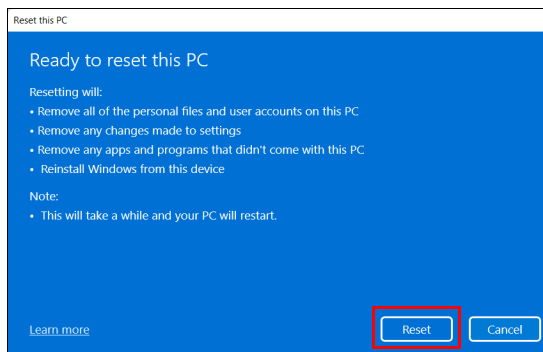 Reset this PC
Ready to reset this PC
Resetting will:
• Remove all of the personal files and user accounts on this PC
• Remove any changes made to settings
• Remove any apps and programs that didn't come with this PC
• Reinstall Windows from this device
Note:
• This will take a while and your PC will restart.
Learn more
Reset
Cancel